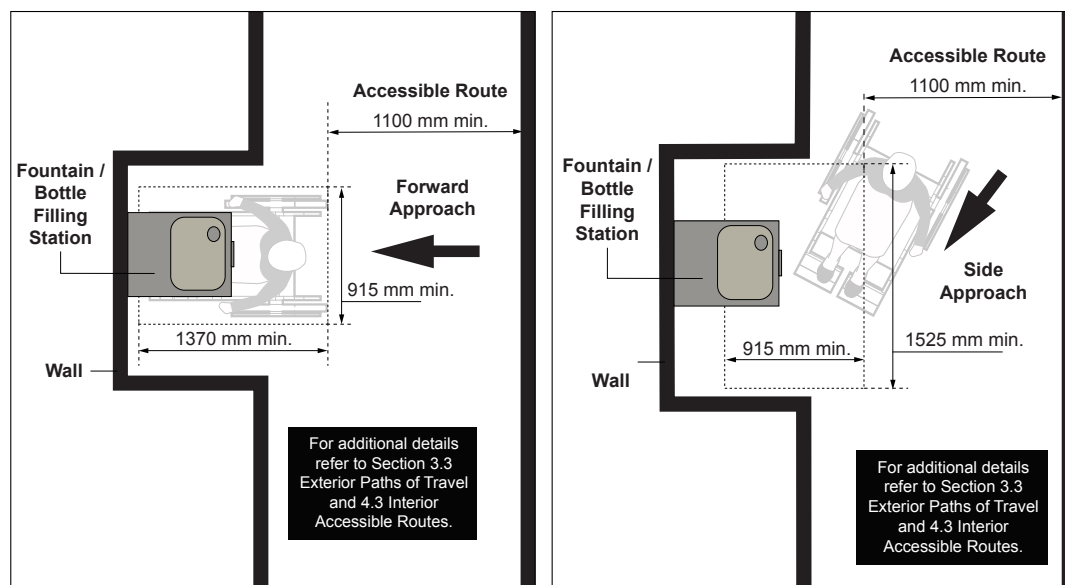 Accessible Route
1100 mm min.
Fountain /
Bottle
Filling
Station
Forward
Approach
915 mm min.
1370 mm min.
Wall
For additional details
refer to Section 3.3
Exterior Paths of Travel
and 4.3 Interior
Accessible Routes.
Accessible Route
1100 mm min.
Fountain /
Bottle
Filling
Station
Side
Approach
1525 mm min.
915 mm min.
Wall
For additional details
refer to Section 3.3
Exterior Paths of Travel
and 4.3 Interior
Accessible Routes.